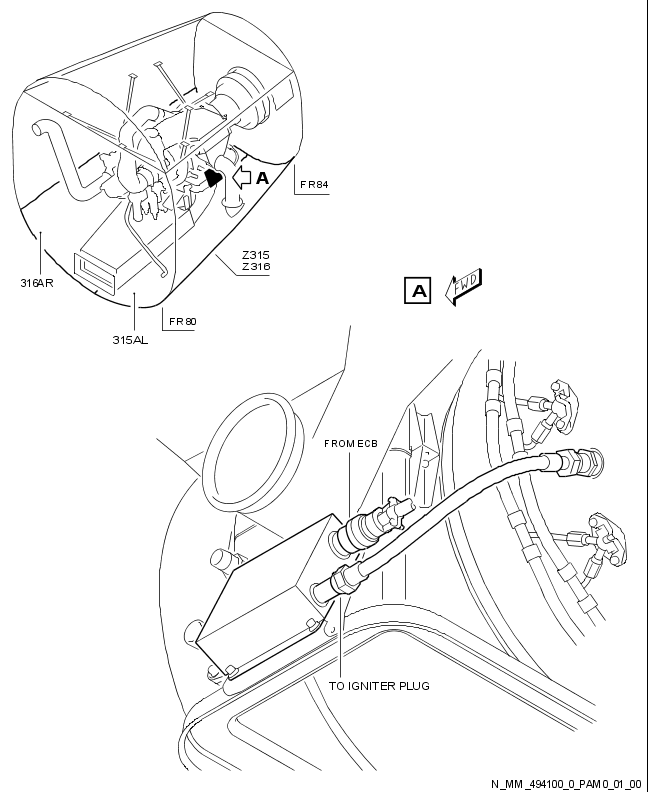 A
FR84
Z315
Z316
316AR
FR80
315AL
A FWD
FROM ECB
TO IGNITER PLUG
N_MM_494100_0_PAM0_01_00